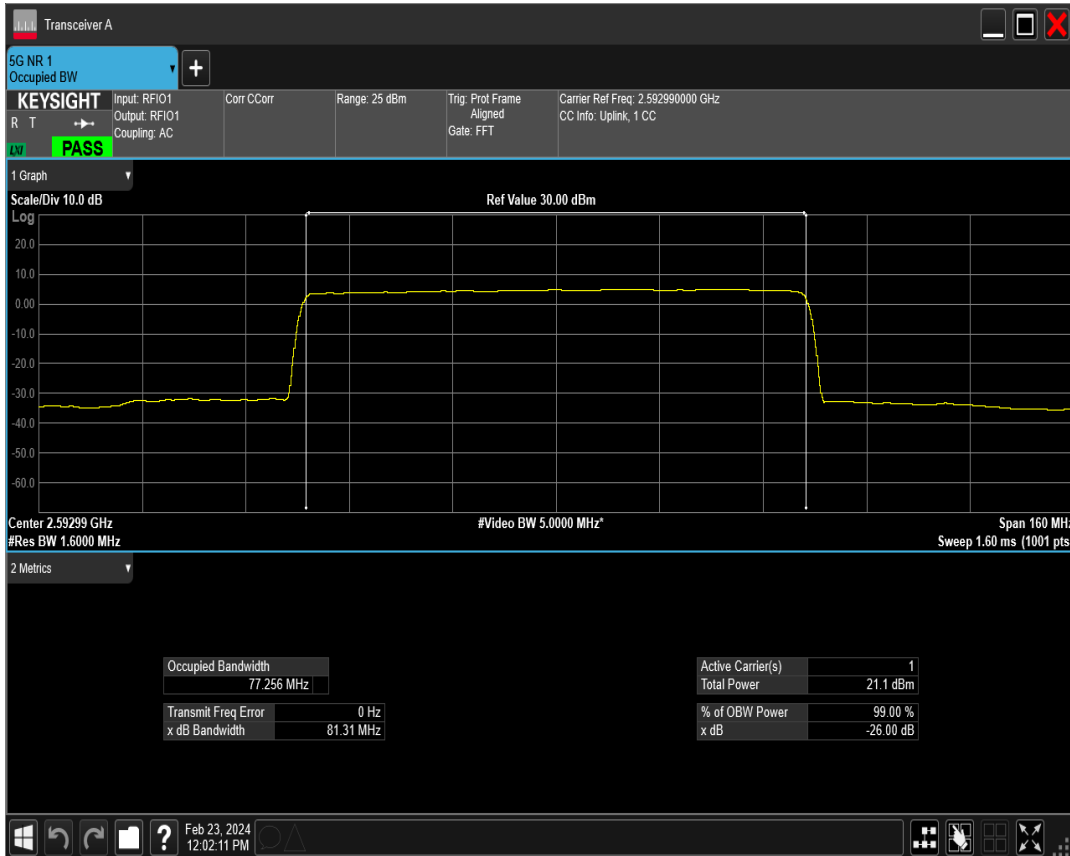 Transceiver A
5G NR 1
Occupied BW
KEYSIGHT
R T
LXI
PASS
Input: RFIO1
Output: RFIO1
Coupling: AC
Corr CCorr
Range: 25 dBm
Trig: Prot Frame
Aligned
Gate: FFT
Carrier Ref Freq: 2.592990000 GHz
CC Info: Uplink, 1 CC
1 Graph
Scale/Div 10.0 dB
Ref Value 30.00 dBm
Log
20.0
10.0
0.00
-10.0
-20.0
-30.0
-40.0
-50.0
-60.0
Center 2.59299 GHz
#Video BW 5.0000 MHz*
Span 160 MHz
#Res BW 1.6000 MHz
Sweep 1.60 ms (1001 pts
2 Metrics
Occupied Bandwidth
77.256 MHz
Transmit Freq Error 0 Hz
x dB Bandwidth 81.31 MHz
Active Carrier(s) 1
Total Power 21.1 dBm
% of OBW Power 99.00 %
x dB -26.00 dB
?
Feb 23, 2024
12:02:11 PM